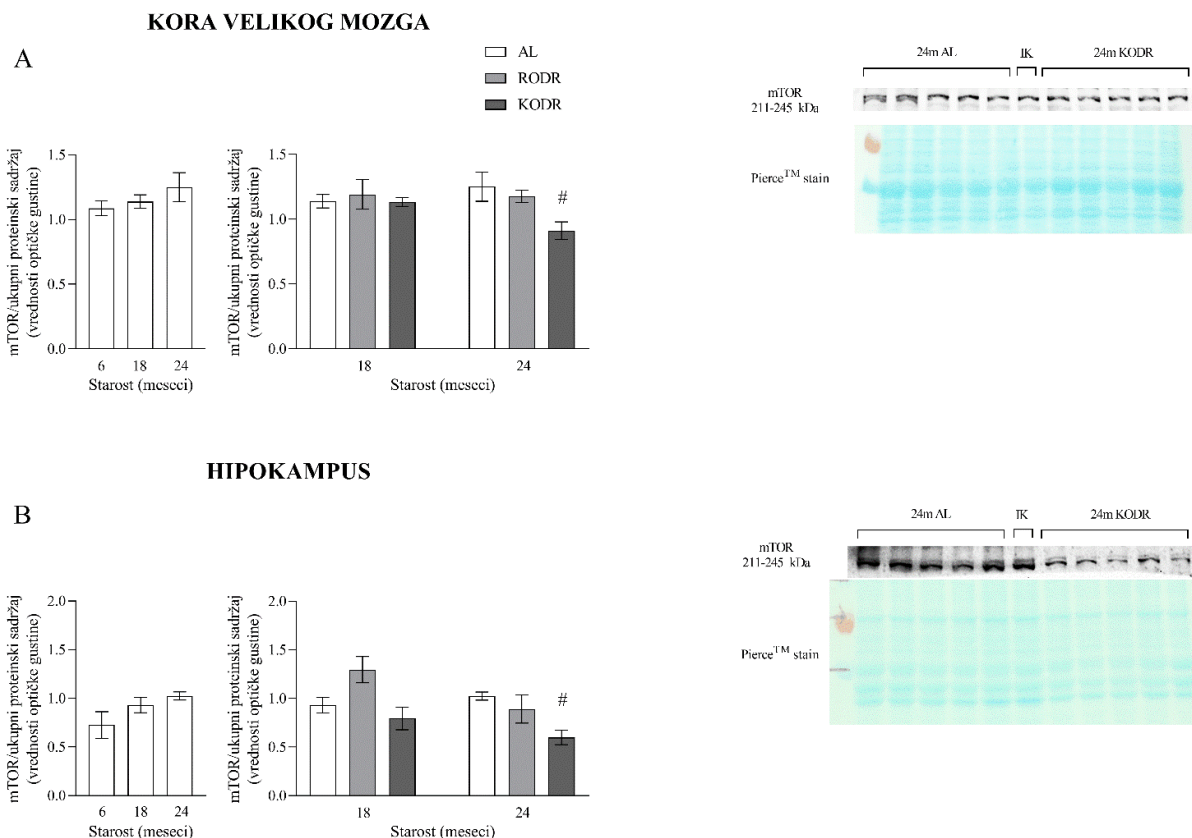 KORA VELIKOG MOZGA
A
AL
RODR
KODR
mTOR/ukupni proteinski sadržaj
(vrednosti optičke gustine)
1.5
1.0
0.5
0.0
6 18 24
Starost (meseci)
mTOR/ukupni proteinski sadržaj
(vrednosti optičke gustine)
1.5
1.0
0.5
0.0
#
18 24
Starost (meseci)
24m AL IK 24m KODR
mTOR
211-245 kDa
Pierce™ stain
HIPOKAMPUS
B
mTOR/ukupni proteinski sadržaj
(vrednosti optičke gustine)
2.0
1.5
1.0
0.5
0.0
6 18 24
Starost (meseci)
mTOR/ukupni proteinski sadržaj
(vrednosti optičke gustine)
2.0
1.5
1.0
0.5
0.0
#
18 24
Starost (meseci)
24m AL IK 24m KODR
mTOR
211-245 kDa
Pierce™ stain